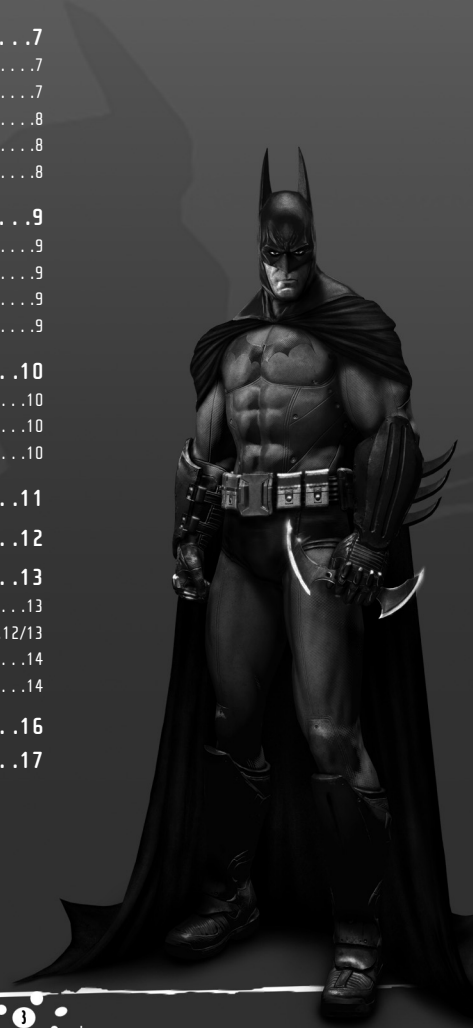 . . .7
. . . .7
. . . .7
. . . .8
. . . .8
. . . .8
. . .9
. . . .9
. . . .9
. . . .9
. . . .9
. .10
. . .10
. . .10
. . .10
. .11
. .12
. .13
. . .13
.12/13
. . .14
. . .14
. .16
. .17
3